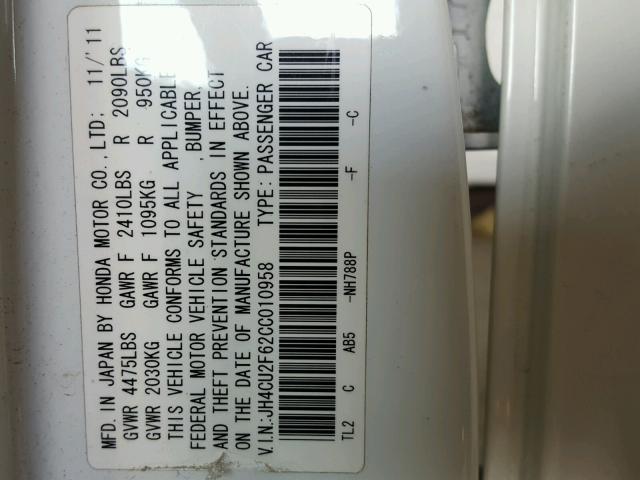 MFD. IN JAPAN BY HONDA MOTOR CO., LTD; 11/'11
GVWR 4475LBS GAWR F 2410LBS R 2090LBS
GVWR 2030KG GAWR F 1095KG R 950KG
THIS VEHICLE CONFORMS TO ALL APPLICABLE
FEDERAL MOTOR VEHICLE SAFETY ,BUMPER,
AND THEFT PREVENTION STANDARDS IN EFFECT
ON THE DATE OF MANUFACTURE SHOWN ABOVE.
V.I.N.:JH4CU2F62CC010958 TYPE: PASSENGER CAR
TL2 C AB5 -NH788P -F -C